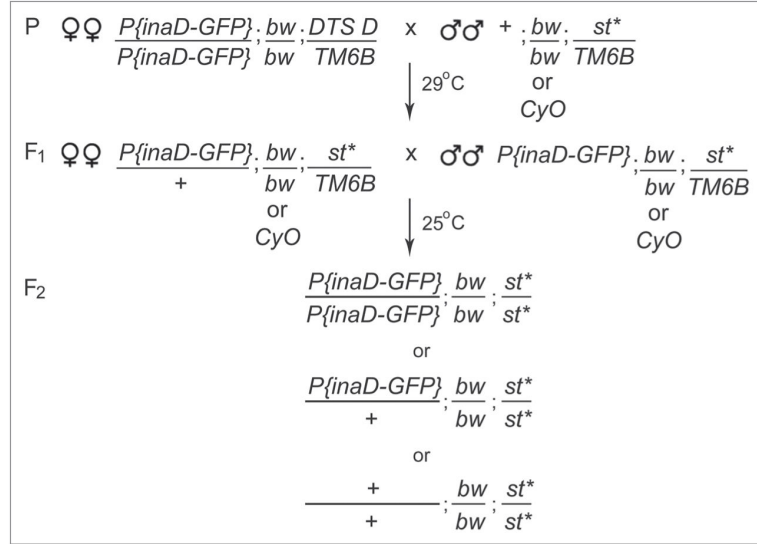 P ♀♀ P{inaD-GFP} ; bw ; DTS D x ♂♂ + ; bw ; st*
P{inaD-GFP} bw TM6B bw TM6B
or
CyO
29°C
F1 ♀♀ P{inaD-GFP} ; bw ; st* x ♂♂ P{inaD-GFP} ; bw ; st*
+ bw TM6B bw TM6B
or or
CyO CyO
25°C
F2 P{inaD-GFP} ; bw ; st*
P{inaD-GFP} bw st*
or
P{inaD-GFP} ; bw ; st*
+ bw st*
or
+ ; bw ; st*
+ bw st*